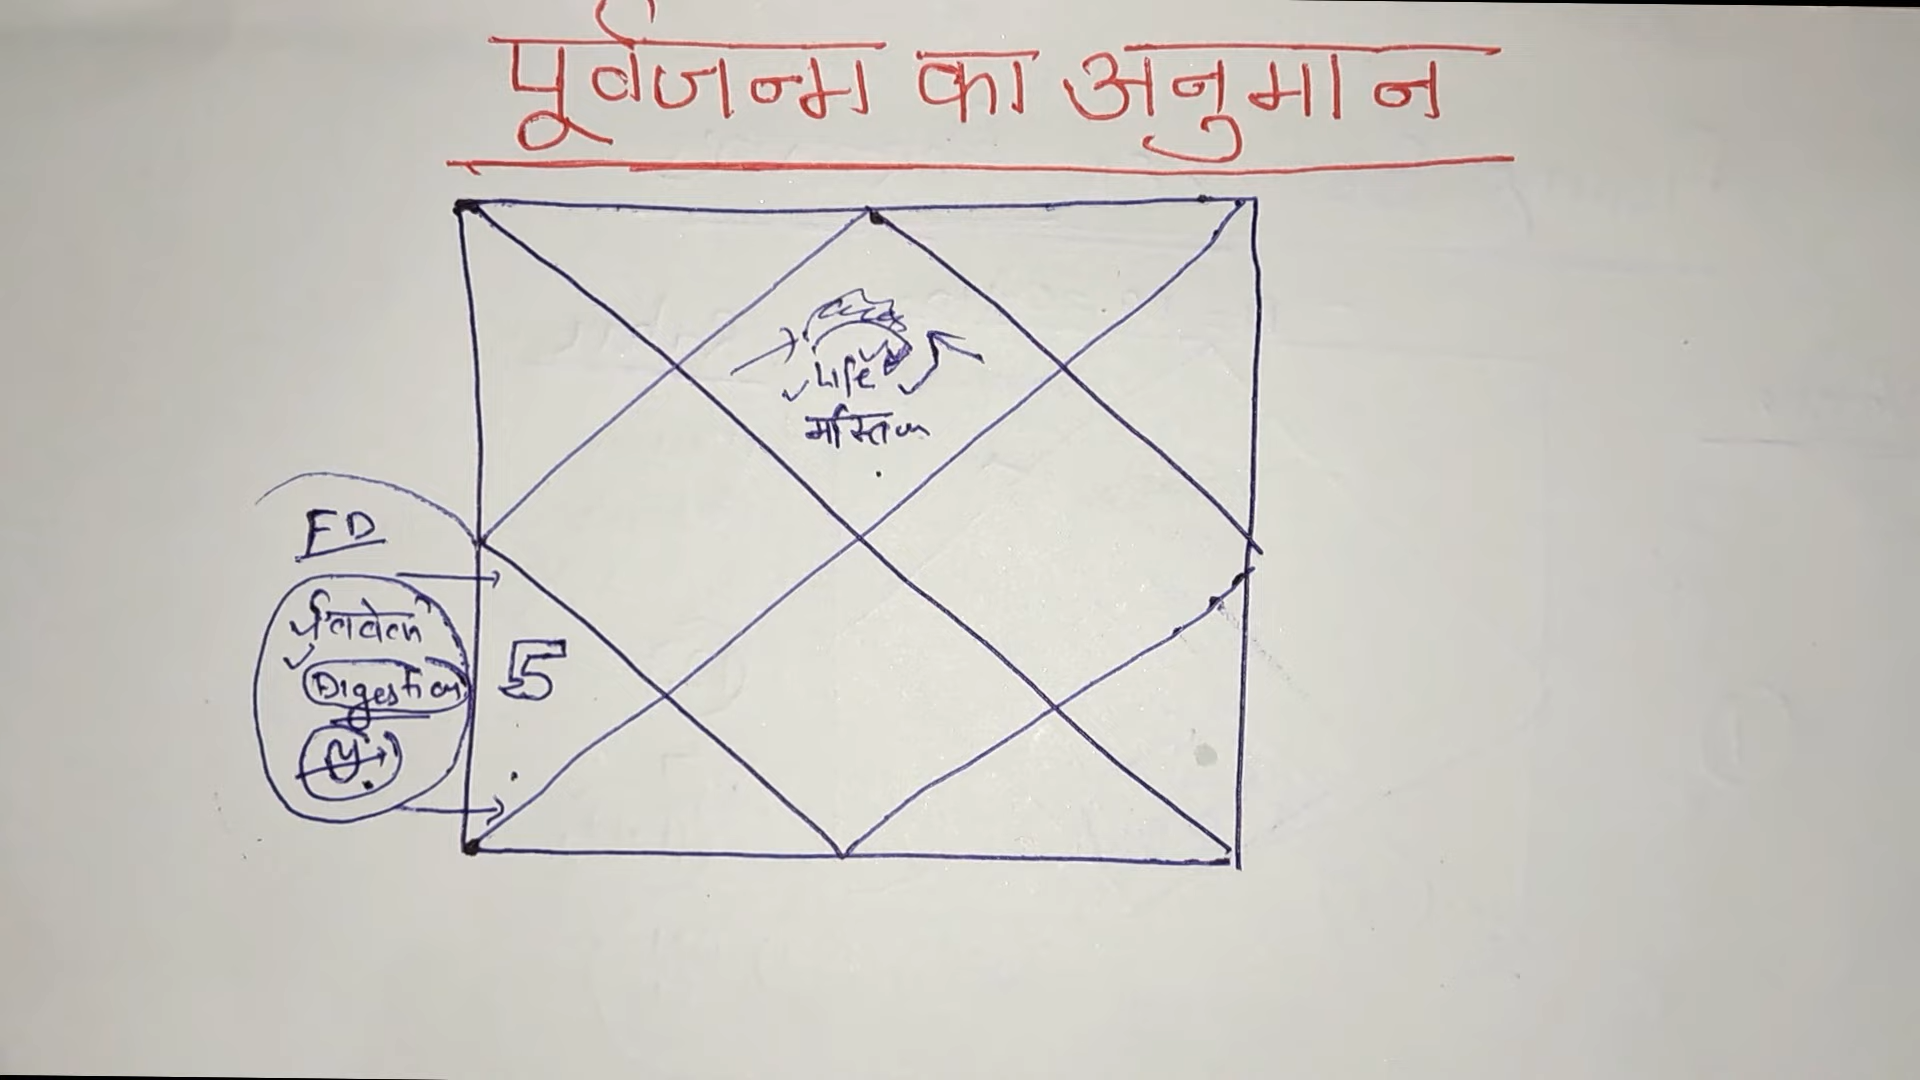 पूर्वजन्म का अनुमान
Life
मस्तिक
FD
Digestion
5